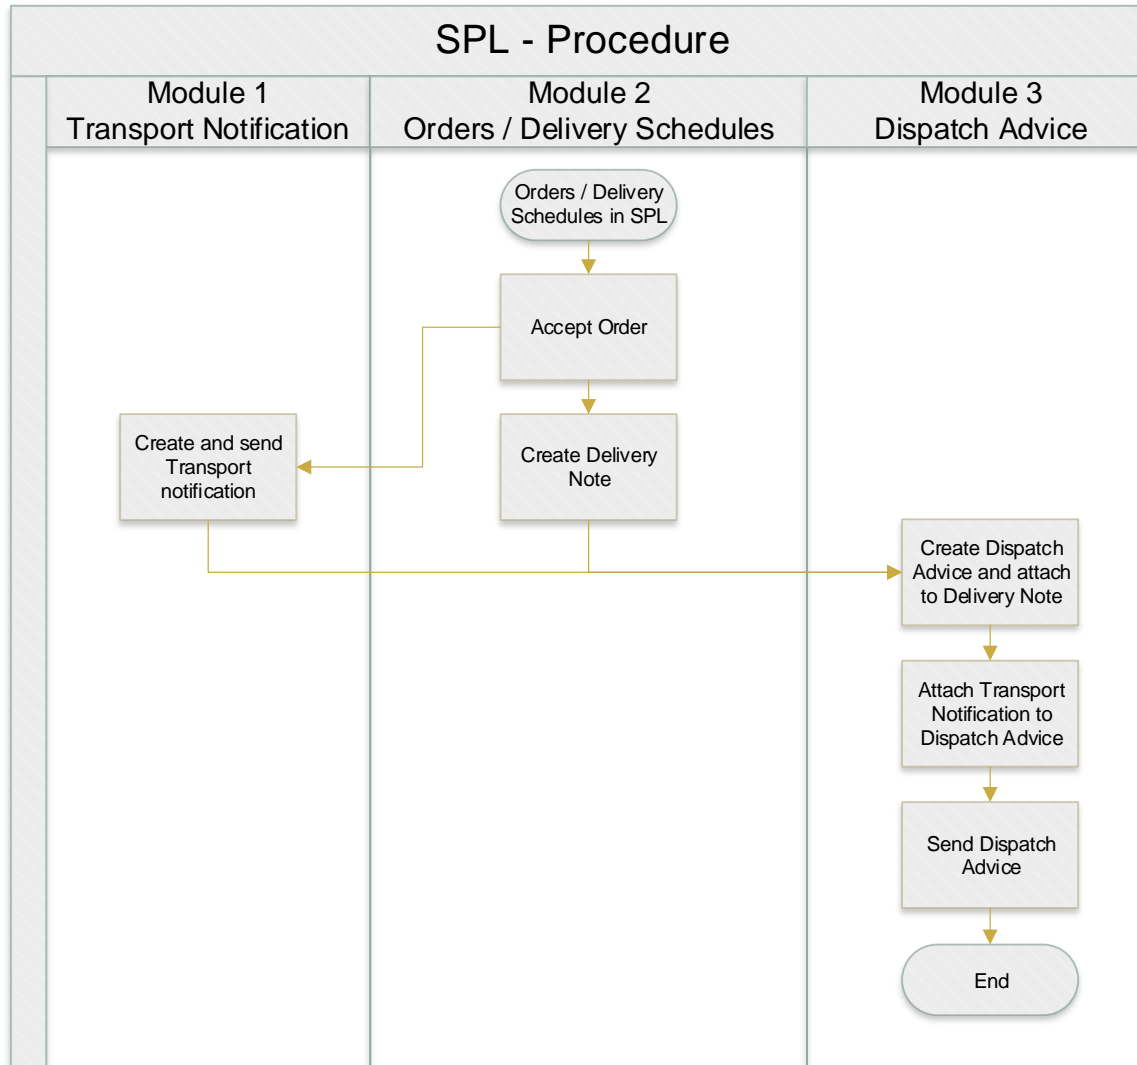 SPL - Procedure
Module 1
Transport Notification
Module 2
Orders / Delivery Schedules
Module 3
Dispatch Advice
Orders / Delivery
Schedules in SPL
Accept Order
Create and send
Transport
notification
Create Delivery
Note
Create Dispatch
Advice and attach
to Delivery Note
Attach Transport
Notification to
Dispatch Advice
Send Dispatch
Advice
End